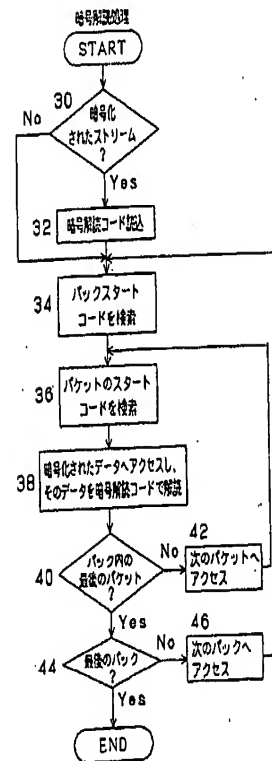 暗号解読処理
START
30
暗号化
されたストリーム
?
No
Yes
32
暗号解読コード読込
34
パックスタート
コードを検索
36
パケットのスタート
コードを検索
38
暗号化されたデータへアクセスし、
そのデータを暗号解読コードで解読
40
パック内の
最後のパケット
?
No
42
次のパケットへ
アクセス
Yes
44
最後のパック
?
No
46
次のパックへ
アクセス
Yes
END